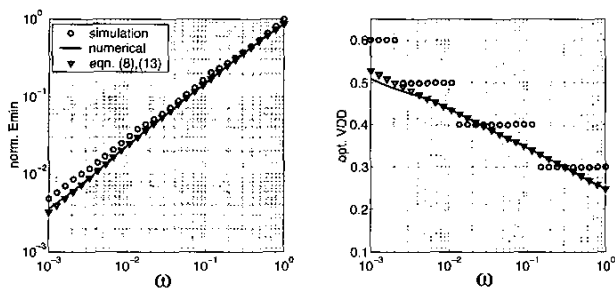 10^0
10^-1
10^-2
10^-3
norm. Emin
simulation
numerical
eqn. (8),(13)
10^-3 10^-2 10^-1 10^0
ω
0.6
0.5
0.4
0.3
0.2
0.1
opt. VDD
10^-3 10^-2 10^-1 10^0
ω